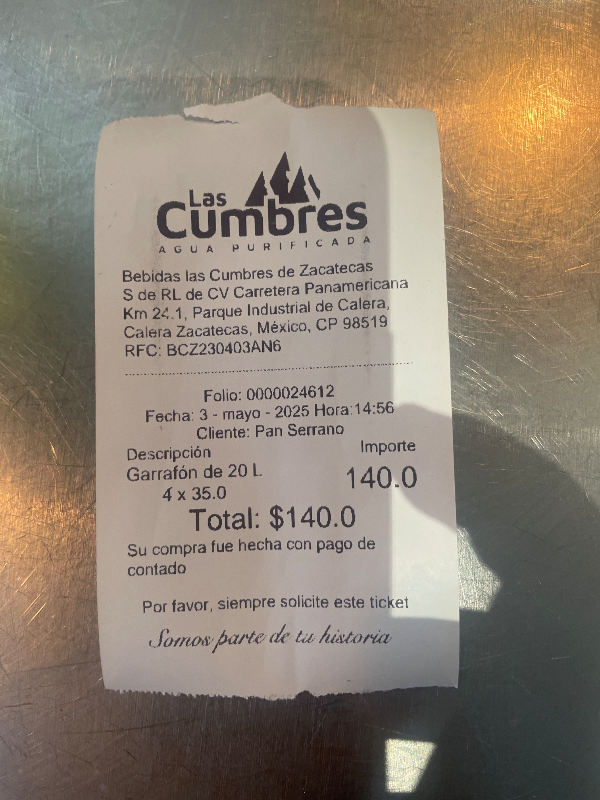 Las
Cumbres
AGUA PURIFICADA
Bebidas las Cumbres de Zacatecas
S de RL de CV Carretera Panamericana
Km 24.1, Parque Industrial de Calera,
Calera Zacatecas, México, CP 98519
RFC: BCZ230403AN6
Folio: 0000024612
Fecha: 3 - mayo - 2025 Hora:14:56
Cliente: Pan Serrano
Descripción Importe
Garrafón de 20 L 140.0
4 x 35.0
Total: $140.0
Su compra fue hecha con pago de
contado
Por favor, siempre solicite este ticket
Somos parte de tu historia